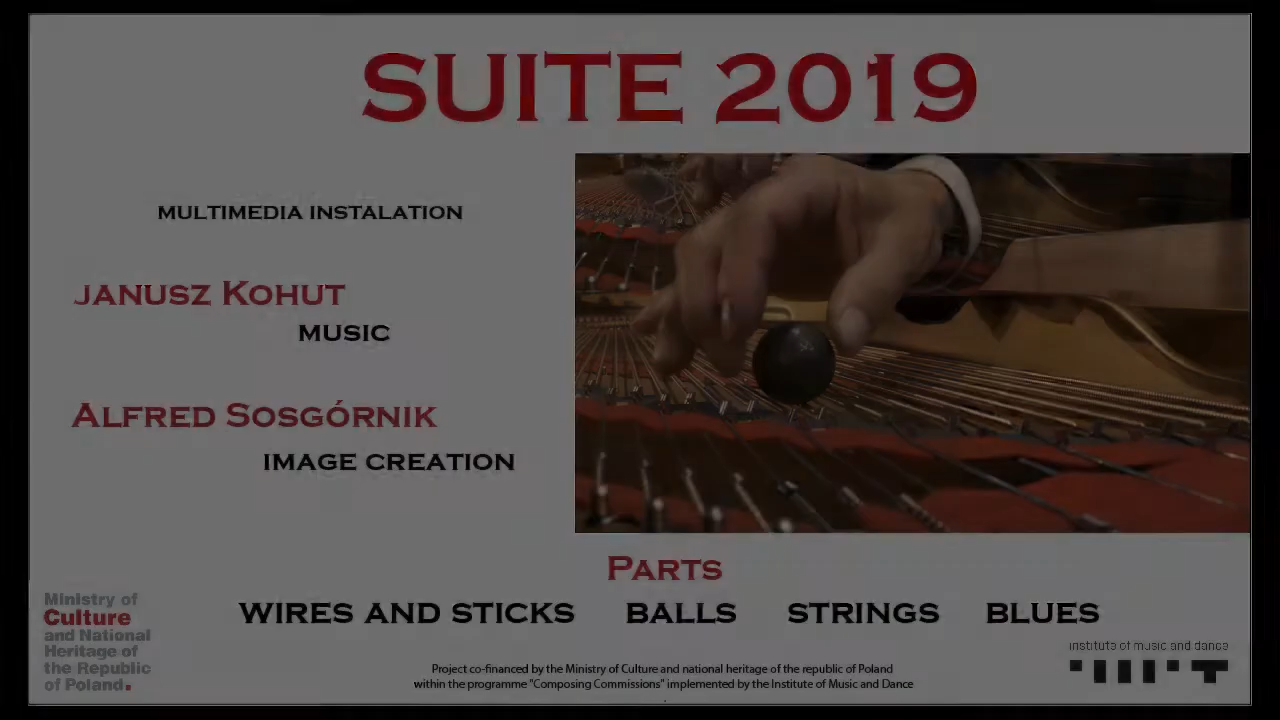 SUITE 2019
MULTIMEDIA INSTALATION
JANUSZ KOHUT
MUSIC
ALFRED SOSGÓRNIK
IMAGE CREATION
PARTS
WIRES AND STICKS BALLS STRINGS BLUES
Ministry of
Culture
and National
Heritage of
the Republic
of Poland.
Project co-financed by the Ministry of Culture and national heritage of the republic of Poland
within the programme "Composing Commissions" implemented by the Institute of Music and Dance
institute of music and dance